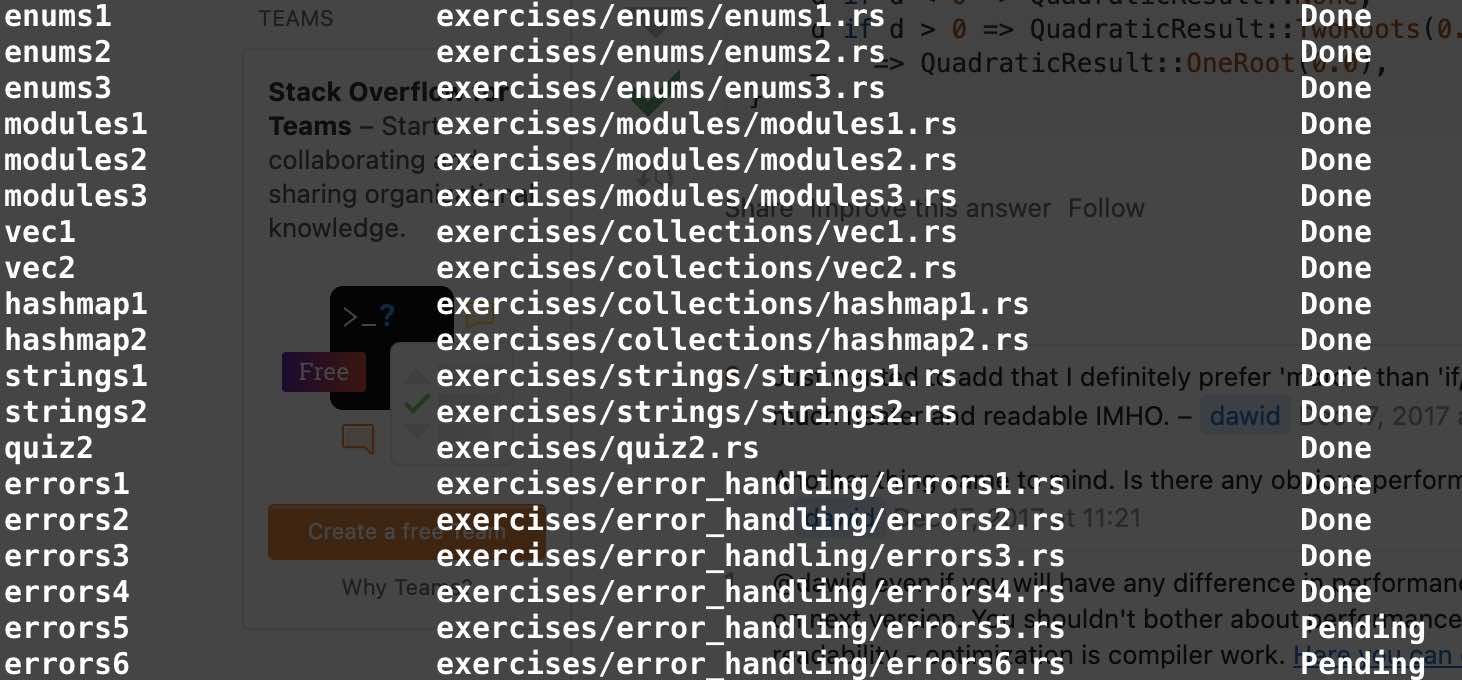 enums1 exercises/enums/enums1.rs Done
enums2 exercises/enums/enums2.rs Done
enums3 exercises/enums/enums3.rs Done
modules1 exercises/modules/modules1.rs Done
modules2 exercises/modules/modules2.rs Done
modules3 exercises/modules/modules3.rs Done
vec1 exercises/collections/vec1.rs Done
vec2 exercises/collections/vec2.rs Done
hashmap1 exercises/collections/hashmap1.rs Done
hashmap2 exercises/collections/hashmap2.rs Done
strings1 exercises/strings/strings1.rs Done
strings2 exercises/strings/strings2.rs Done
quiz2 exercises/quiz2.rs Done
errors1 exercises/error_handling/errors1.rs Done
errors2 exercises/error_handling/errors2.rs Done
errors3 exercises/error_handling/errors3.rs Done
errors4 exercises/error_handling/errors4.rs Done
errors5 exercises/error_handling/errors5.rs Pending
errors6 exercises/error_handling/errors6.rs Pending
TEAMS
Stack Overflow for
Teams – Start
collaborating and
sharing organizational
knowledge.
>_?
Free
Create a free Team
Why Teams?
d if d > 0 => QuadraticResult::TwoRoots(0.
_ => QuadraticResult::OneRoot(0.0),
}
Share Improve this answer Follow
to add that I definitely prefer than 'if,
and readable IMHO. – dawid Dec 17, 2017
Another thing came to mind. Is there any perform
dawid Dec 17, 2017 at 11:21
@dawid even if you will have any difference in performan
on next version. You shouldn't bother about performance
readability - optimization is compiler work. Here you can